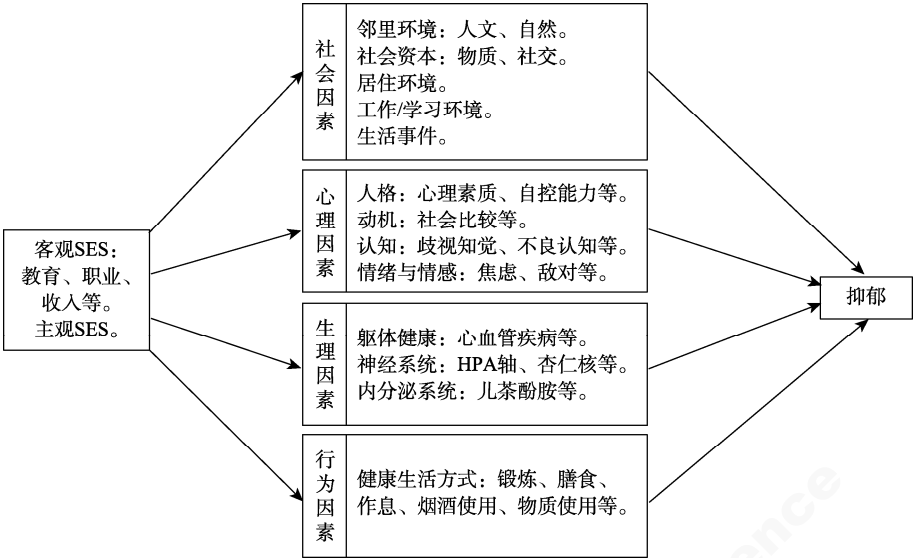 客观SES：
教育、职业、
收入等。
主观SES。
社会因素
邻里环境：人文、自然。
社会资本：物质、社交。
居住环境。
工作/学习环境。
生活事件。
心理因素
人格：心理素质、自控能力等。
动机：社会比较等。
认知：歧视知觉、不良认知等。
情绪与情感：焦虑、敌对等。
生理因素
躯体健康：心血管疾病等。
神经系统：HPA轴、杏仁核等。
内分泌系统：儿茶酚胺等。
行为因素
健康生活方式：锻炼、膳食、
作息、烟酒使用、物质使用等。
抑郁
ence